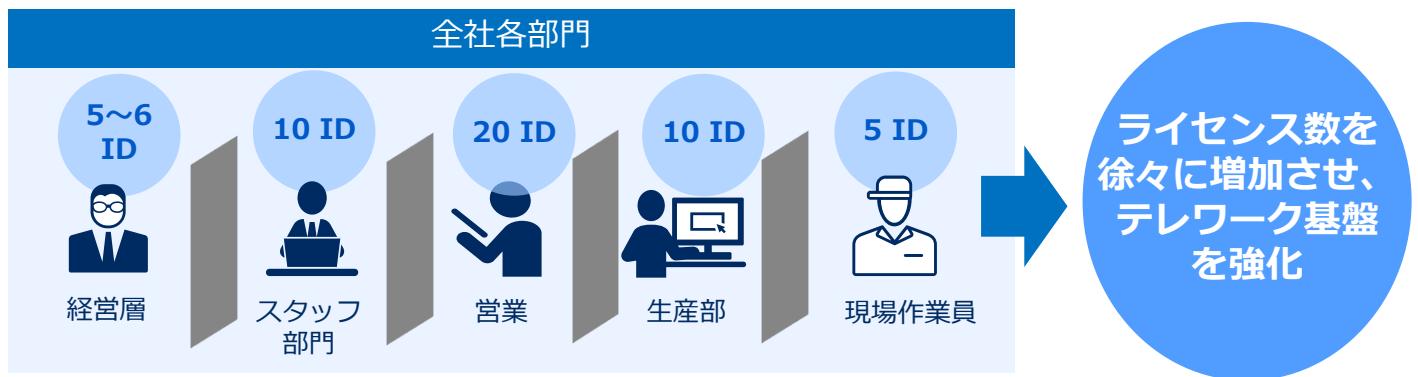 全社各部門
5～6
ID
10 ID
20 ID
10 ID
5 ID
経営層
スタッフ
部門
営業
生産部
現場作業員
ライセンス数を
徐々に増加させ、
テレワーク基盤
を強化